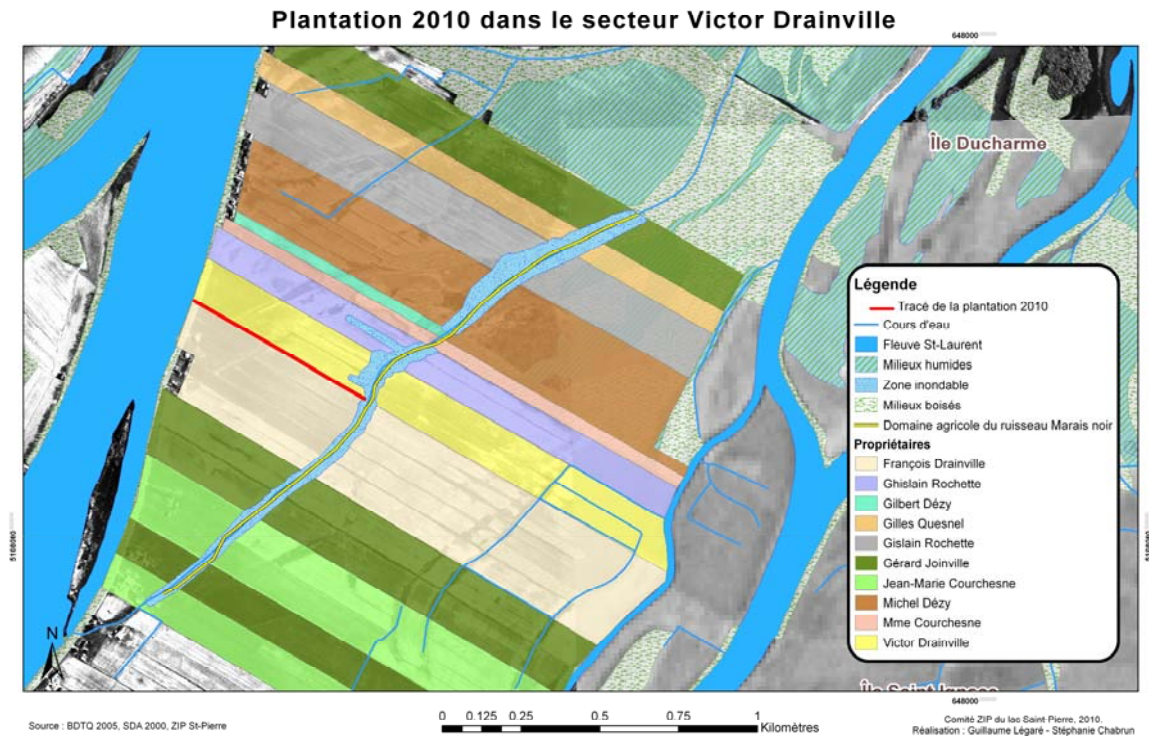 Plantation 2010 dans le secteur Victor Drainville
648000
Île Ducharme
Légende
Tracé de la plantation 2010
Cours d'eau
Fleuve St-Laurent
Milieux humides
Zone inondable
Milieux boisés
Domaine agricole du ruisseau Marais noir
Propriétaires
François Drainville
Ghislain Rochette
Gilbert Dézy
Gilles Quesnel
Gislain Rochette
Gérard Joinville
Jean-Marie Courchesne
Michel Dézy
Mme Courchesne
Victor Drainville
N
648000
Source : BDTQ 2005, SDA 2000, ZIP St-Pierre
0 0.125 0.25 0.5 0.75 1
Kilomètres
Comité ZIP du lac Saint-Pierre, 2010.
Réalisation : Guillaume Légaré - Stéphanie Chabrun